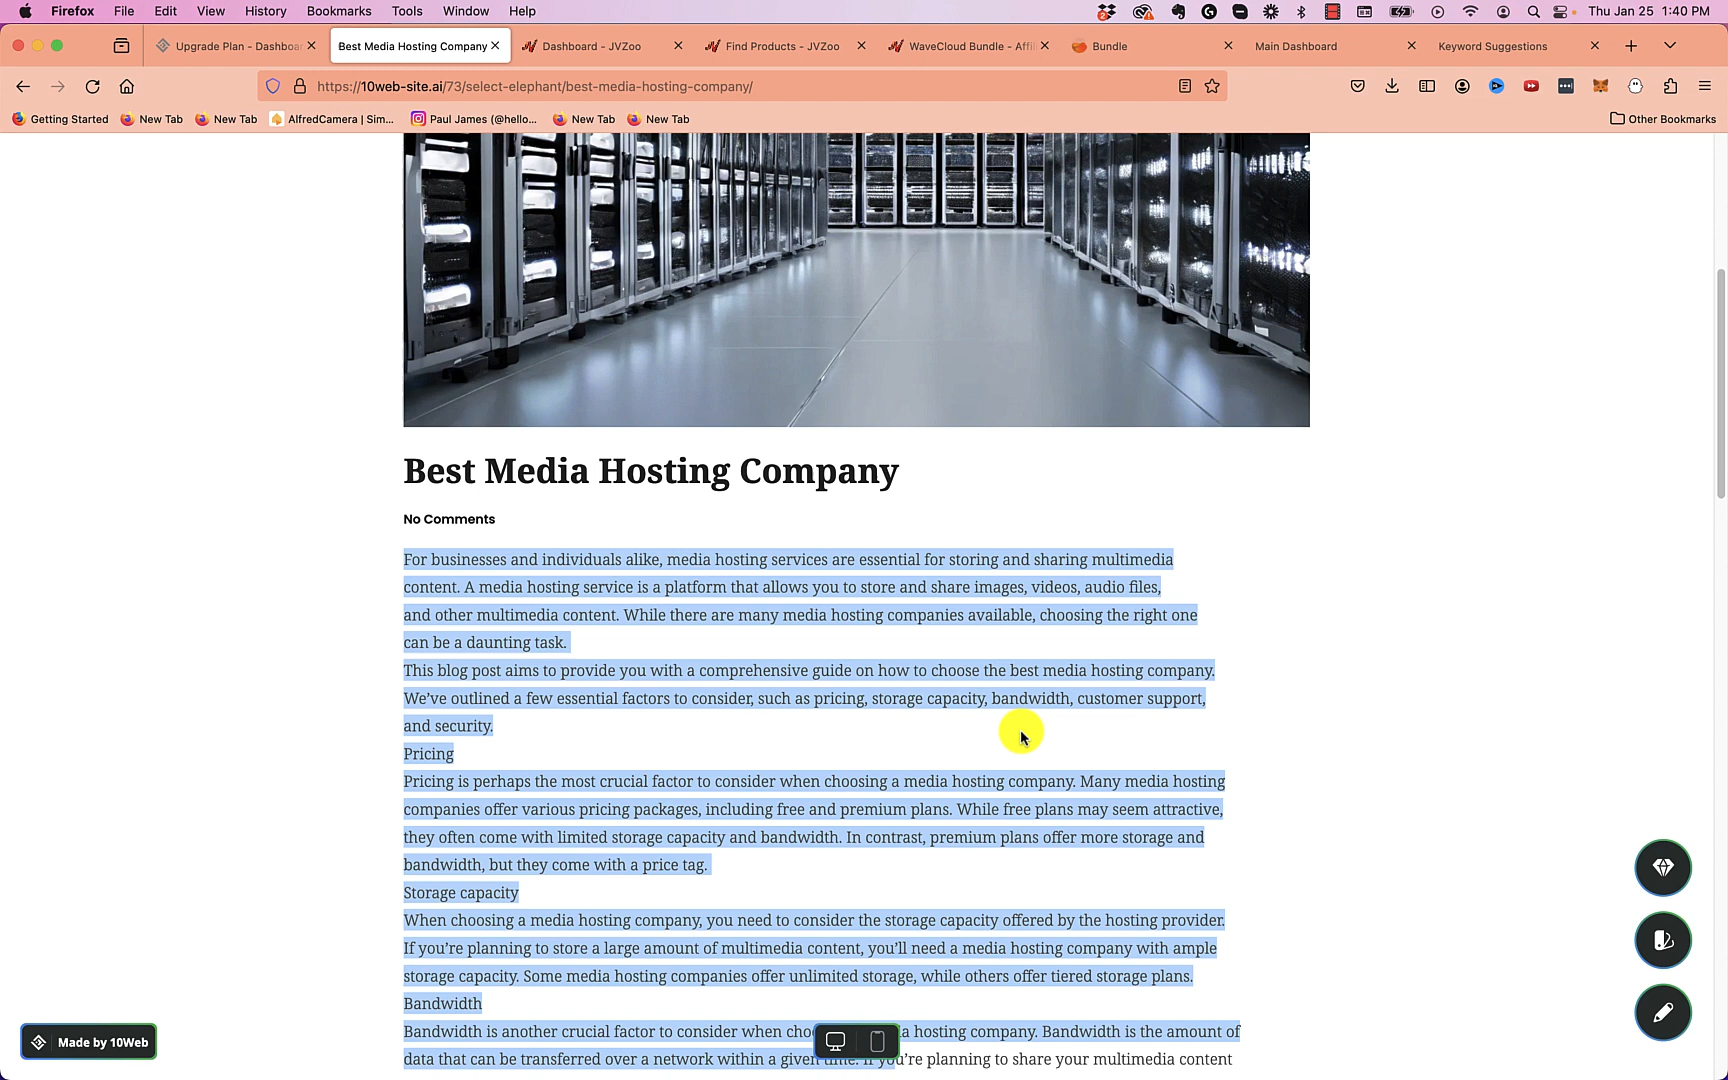 Firefox File Edit View History Bookmarks Tools Window Help Thu Jan 25 1:40 PM
Upgrade Plan - Dashboa Best Media Hosting Company Dashboard - JVZoo Find Products - JVZoo WaveCloud Bundle - Affi Bundle Main Dashboard Keyword Suggestions
https://10web-site.ai/73/select-elephant/best-media-hosting-company/
Getting Started New Tab New Tab AlfredCamera | Sim... Paul James (@hello... New Tab New Tab Other Bookmarks
Best Media Hosting Company
No Comments
For businesses and individuals alike, media hosting services are essential for storing and sharing multimedia
content. A media hosting service is a platform that allows you to store and share images, videos, audio files,
and other multimedia content. While there are many media hosting companies available, choosing the right one
can be a daunting task.
This blog post aims to provide you with a comprehensive guide on how to choose the best media hosting company.
We’ve outlined a few essential factors to consider, such as pricing, storage capacity, bandwidth, customer support,
and security.
Pricing
Pricing is perhaps the most crucial factor to consider when choosing a media hosting company. Many media hosting
companies offer various pricing packages, including free and premium plans. While free plans may seem attractive,
they often come with limited storage capacity and bandwidth. In contrast, premium plans offer more storage and
bandwidth, but they come with a price tag.
Storage capacity
When choosing a media hosting company, you need to consider the storage capacity offered by the hosting provider.
If you’re planning to store a large amount of multimedia content, you’ll need a media hosting company with ample
storage capacity. Some media hosting companies offer unlimited storage, while others offer tiered storage plans.
Bandwidth
Bandwidth is another crucial factor to consider when cho a hosting company. Bandwidth is the amount of
data that can be transferred over a network within a given time. If you’re planning to share your multimedia content
Made by 10Web